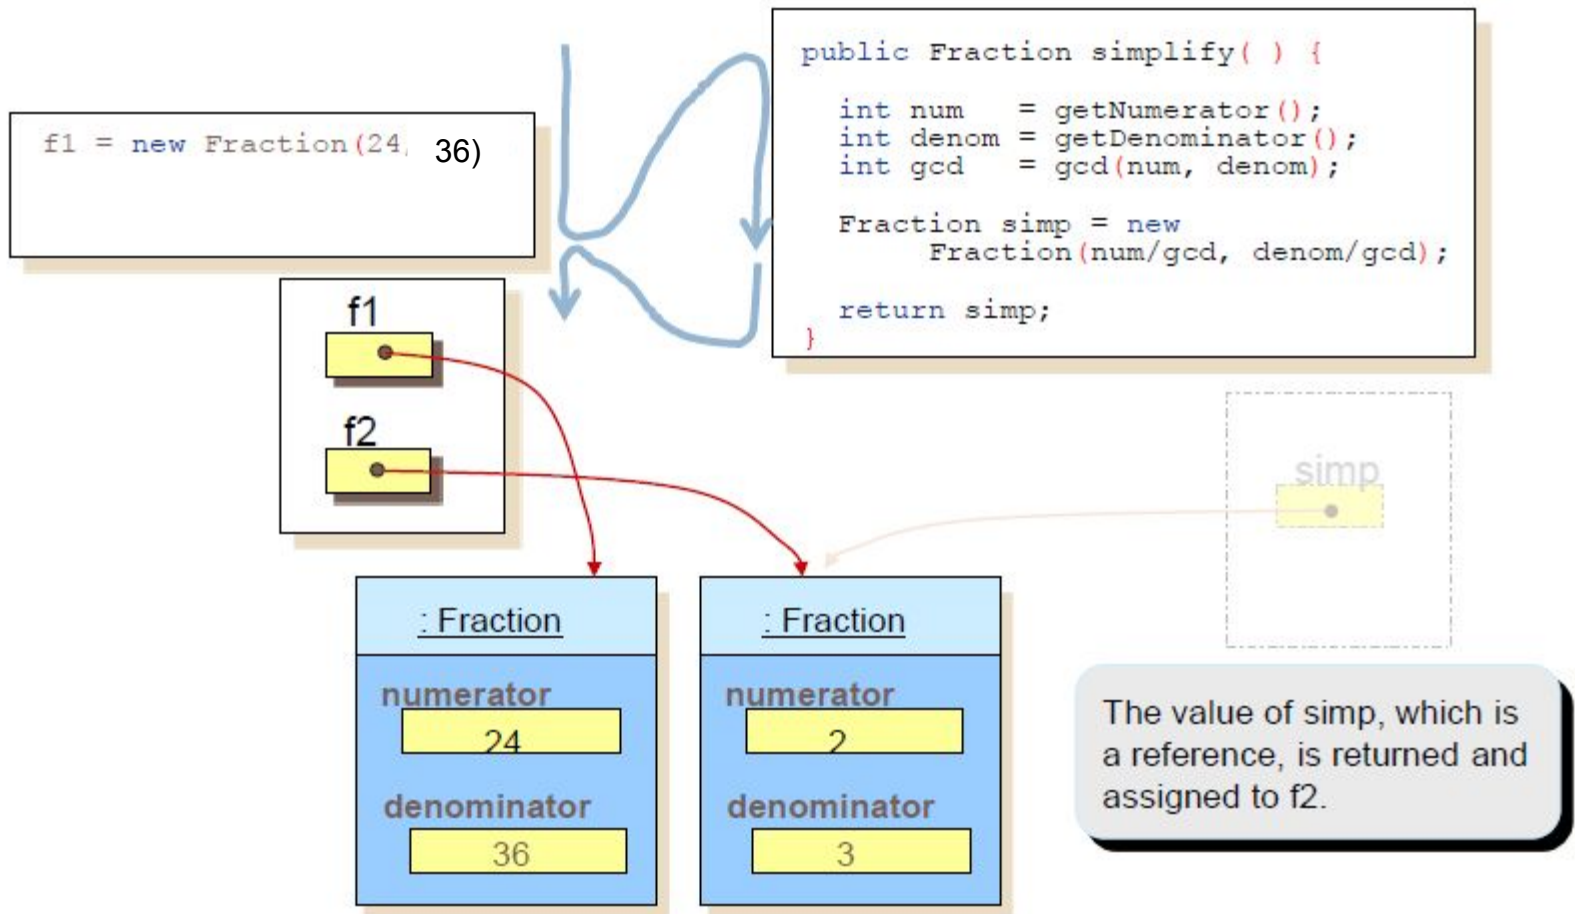 f1 = new Fraction(24, 36)
public Fraction simplify( ) {
int num   = getNumerator();
int denom = getDenominator();
int gcd   = gcd(num, denom);
Fraction simp = new
Fraction(num/gcd, denom/gcd);
return simp;
}
f1
f2
simp
: Fraction
numerator
24
denominator
36
: Fraction
numerator
2
denominator
3
The value of simp, which is
a reference, is returned and
assigned to f2.